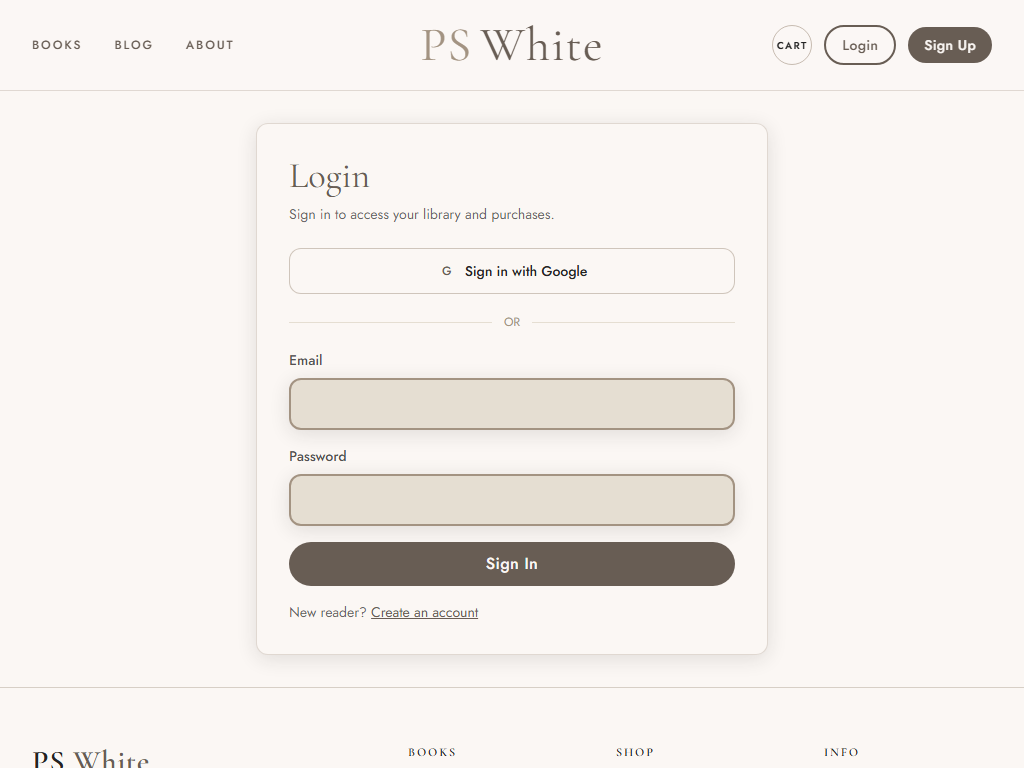 BOOKS BLOG ABOUT PS White CART Login Sign Up
Login
Sign in to access your library and purchases.
G Sign in with Google
OR
Email
Password
Sign In
New reader? Create an account
PS White BOOKS SHOP INFO